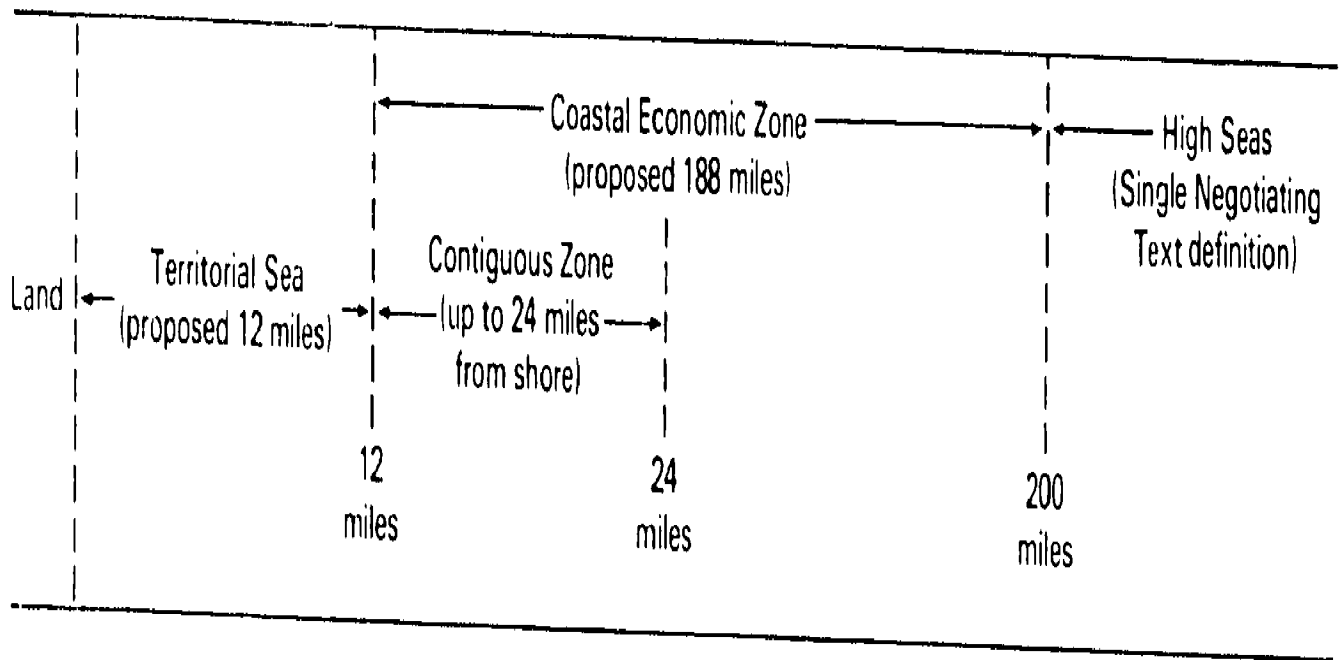 Coastal Economic Zone
(proposed 188 miles)
High Seas
(Single Negotiating
Text definition)
Land
Territorial Sea
(proposed 12 miles)
Contiguous Zone
(up to 24 miles
from shore)
12
miles
24
miles
200
miles